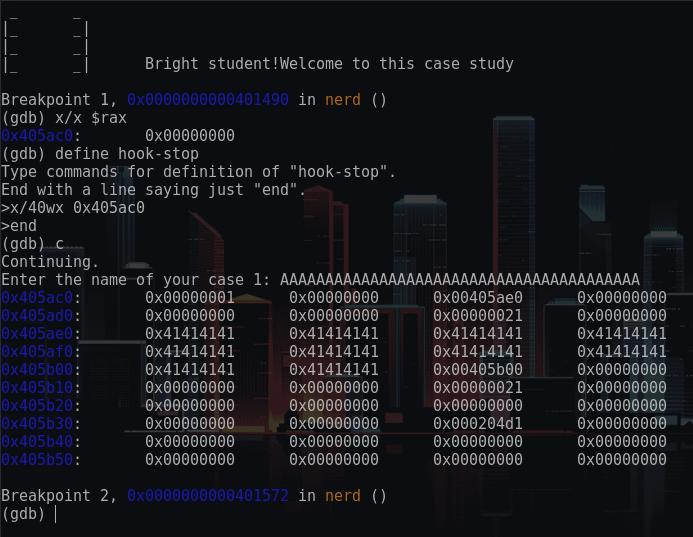 _       _
|_       _|
|_       _|
|_       _|      Bright student!Welcome to this case study
Breakpoint 1, 0x0000000000401490 in nerd ()
(gdb) x/x $rax
0x405ac0:       0x00000000
(gdb) define hook-stop
Type commands for definition of "hook-stop".
End with a line saying just "end".
>x/40wx 0x405ac0
>end
(gdb) c
Continuing.
Enter the name of your case 1: AAAAAAAAAAAAAAAAAAAAAAAAAAAAAAAAAAAAAAAA
0x405ac0:       0x00000001      0x00000000      0x00405ae0      0x00000000
0x405ad0:       0x00000000      0x00000000      0x00000021      0x00000000
0x405ae0:       0x41414141      0x41414141      0x41414141      0x41414141
0x405af0:       0x41414141      0x41414141      0x41414141      0x41414141
0x405b00:       0x41414141      0x41414141      0x00405b00      0x00000000
0x405b10:       0x00000000      0x00000000      0x00000021      0x00000000
0x405b20:       0x00000000      0x00000000      0x00000000      0x00000000
0x405b30:       0x00000000      0x00000000      0x000204d1      0x00000000
0x405b40:       0x00000000      0x00000000      0x00000000      0x00000000
0x405b50:       0x00000000      0x00000000      0x00000000      0x00000000
Breakpoint 2, 0x0000000000401572 in nerd ()
(gdb)